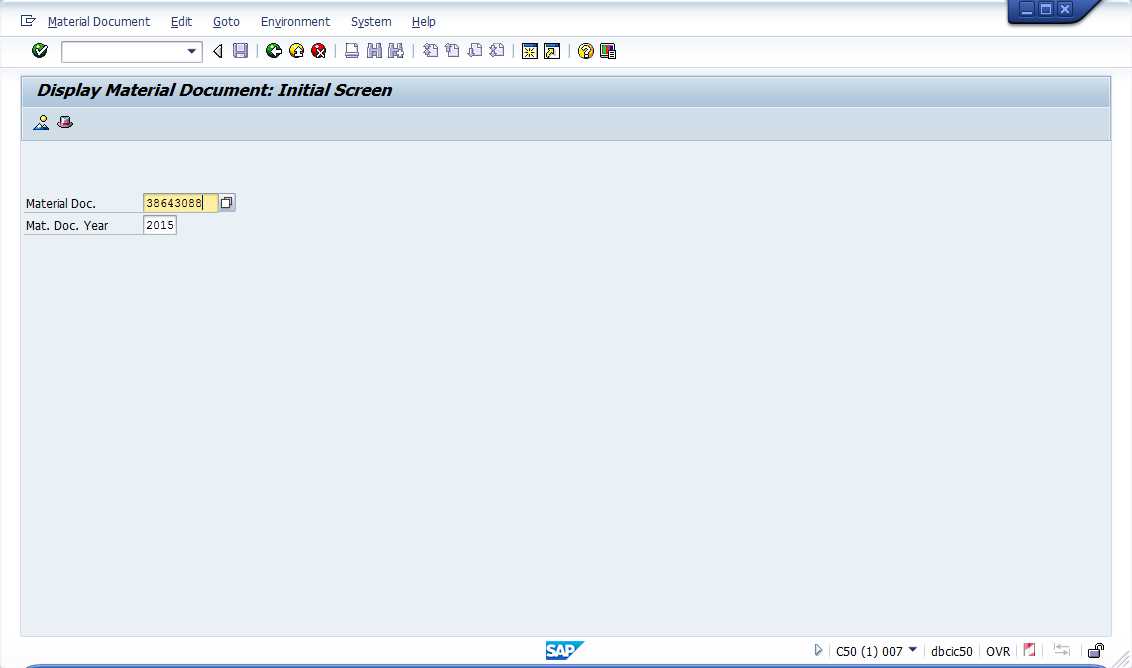 Material Document Edit Goto Environment System Help
Display Material Document: Initial Screen
Material Doc. 38643088
Mat. Doc. Year 2015
SAP C50 (1) 007 dbcic50 OVR